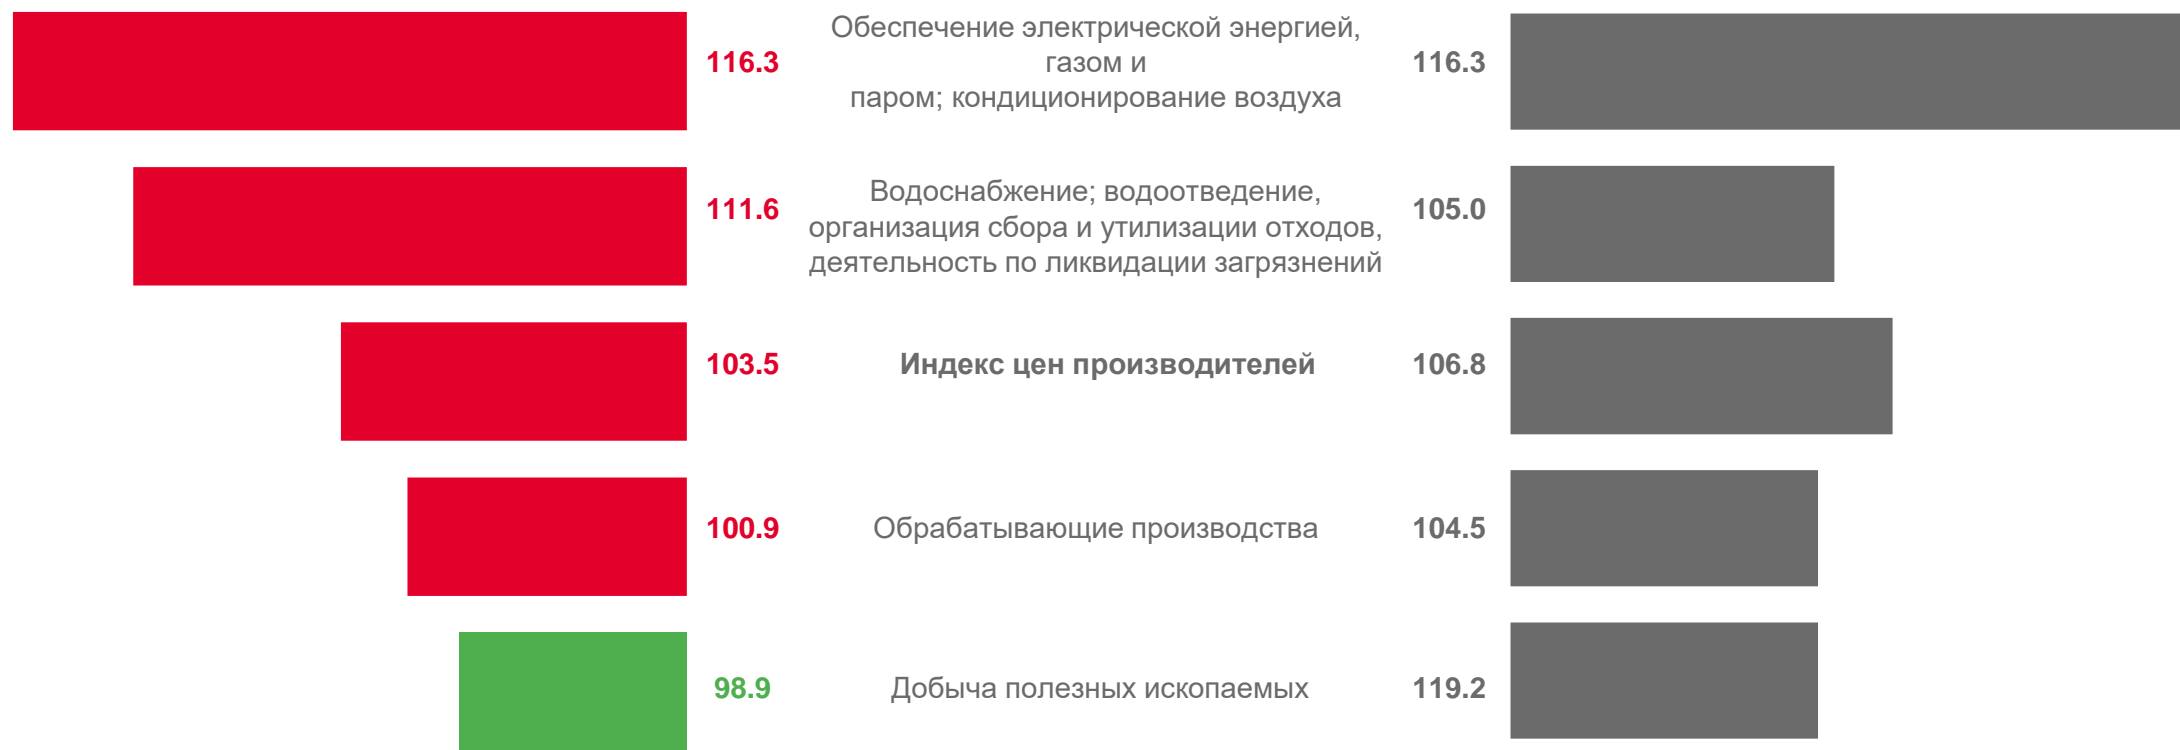 Обеспечение электрической энергией,
116.3 газом и 116.3
паром; кондиционирование воздуха
Водоснабжение; водоотведение,
111.6 организация сбора и утилизации отходов, 105.0
деятельность по ликвидации загрязнений
103.5 Индекс цен производителей 106.8
100.9 Обрабатывающие производства 104.5
98.9 Добыча полезных ископаемых 119.2